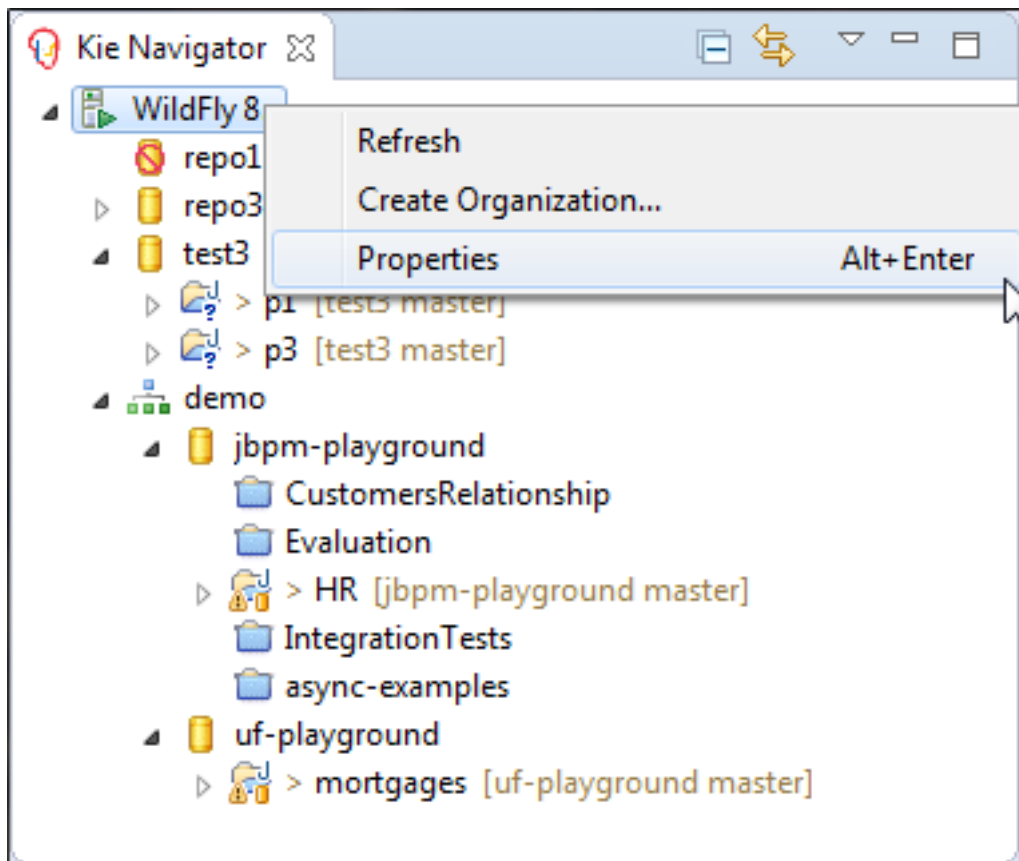 Kie Navigator
WildFly 8
Refresh
repo1
Create Organization...
repo3
test3
Properties Alt+Enter
> p1 [test3 master]
> p3 [test3 master]
demo
jbpm-playground
CustomersRelationship
Evaluation
> HR [jbpm-playground master]
IntegrationTests
async-examples
uf-playground
> mortgages [uf-playground master]